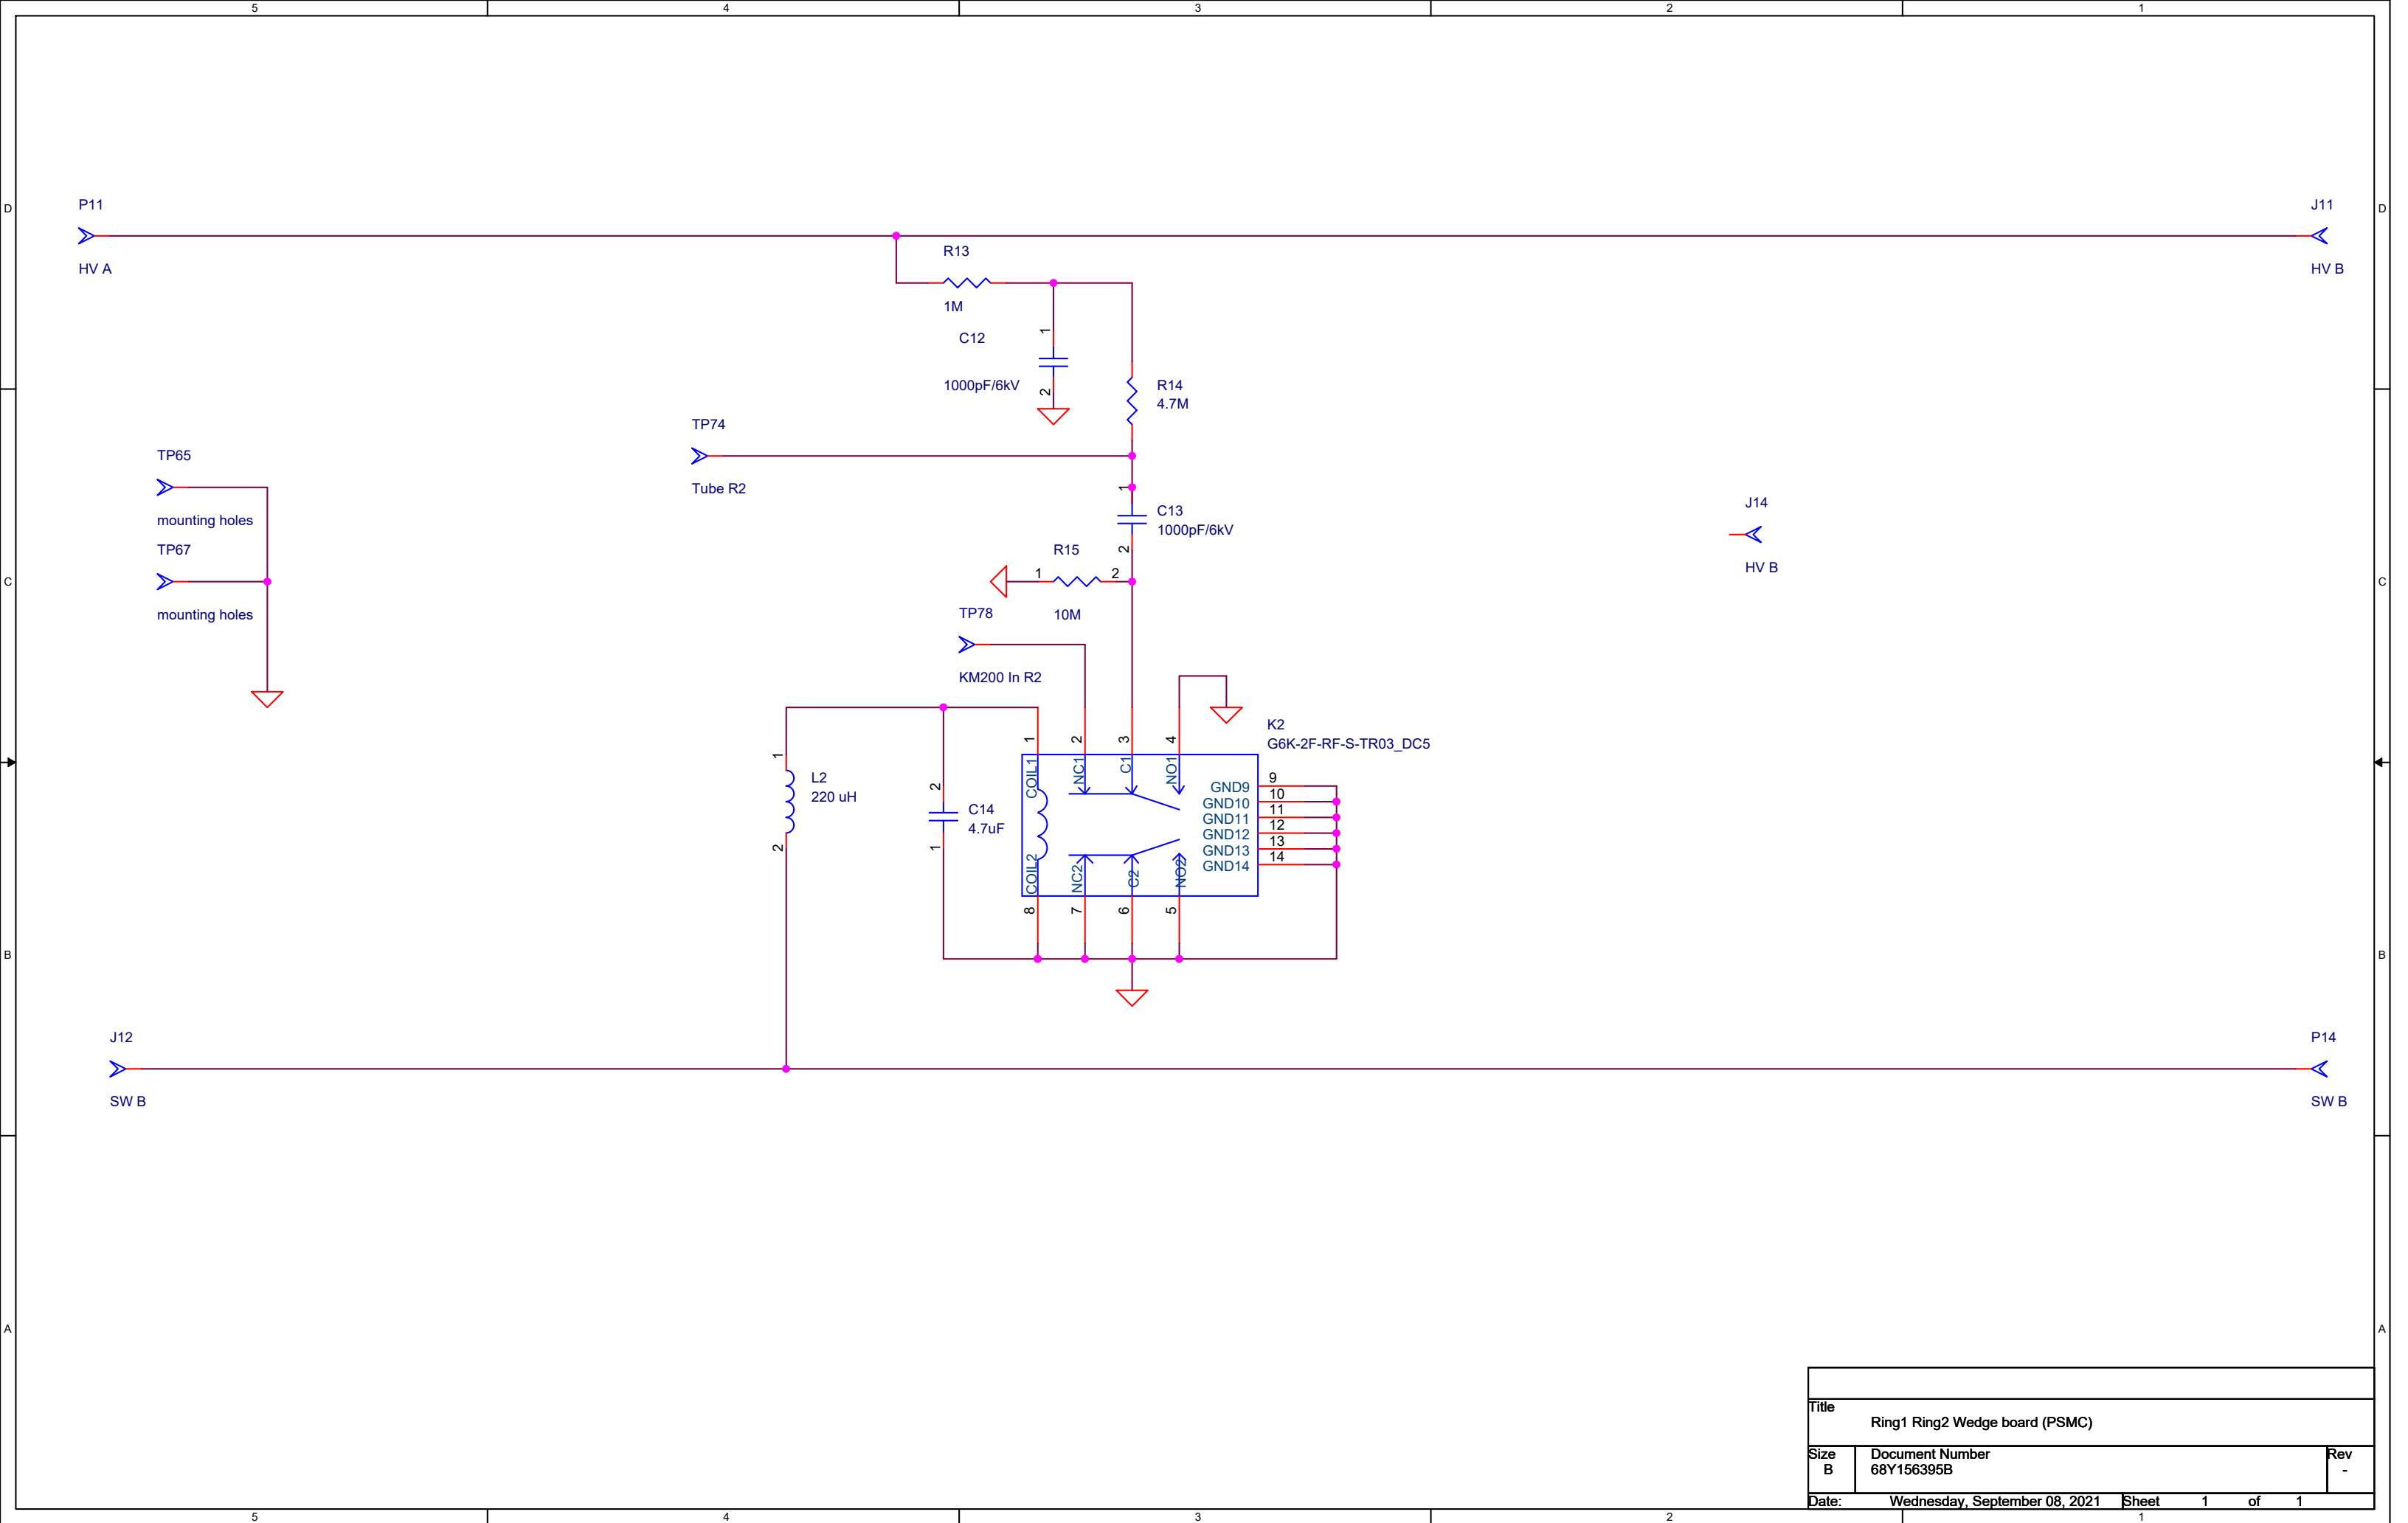 5 4 3 2 1
D D
C C
B B
A A
P11
HV A
J11
HV B
R13
1M
C12
1000pF/6kV
1
2
R14
4.7M
TP74
Tube R2
TP65
mounting holes
TP67
mounting holes
1
C13
1000pF/6kV
2
J14
HV B
R15
1 2
10M
TP78
KM200 In R2
K2
G6K-2F-RF-S-TR03_DC5
1 2 3 4
COIL1 NC1 C1 NO1
L2
220 uH
1
2
C14
4.7uF
2
1
GND9 9
GND10 10
GND11 11
GND12 12
GND13 13
GND14 14
COIL2 NC2 C2 NO2
8 7 6 5
J12
SW B
P14
SW B
Title
Ring1 Ring2 Wedge board (PSMC)
Size Document Number Rev
B 68Y156395B -
Date: Wednesday, September 08, 2021 Sheet 1 of 1
5 4 3 2 1